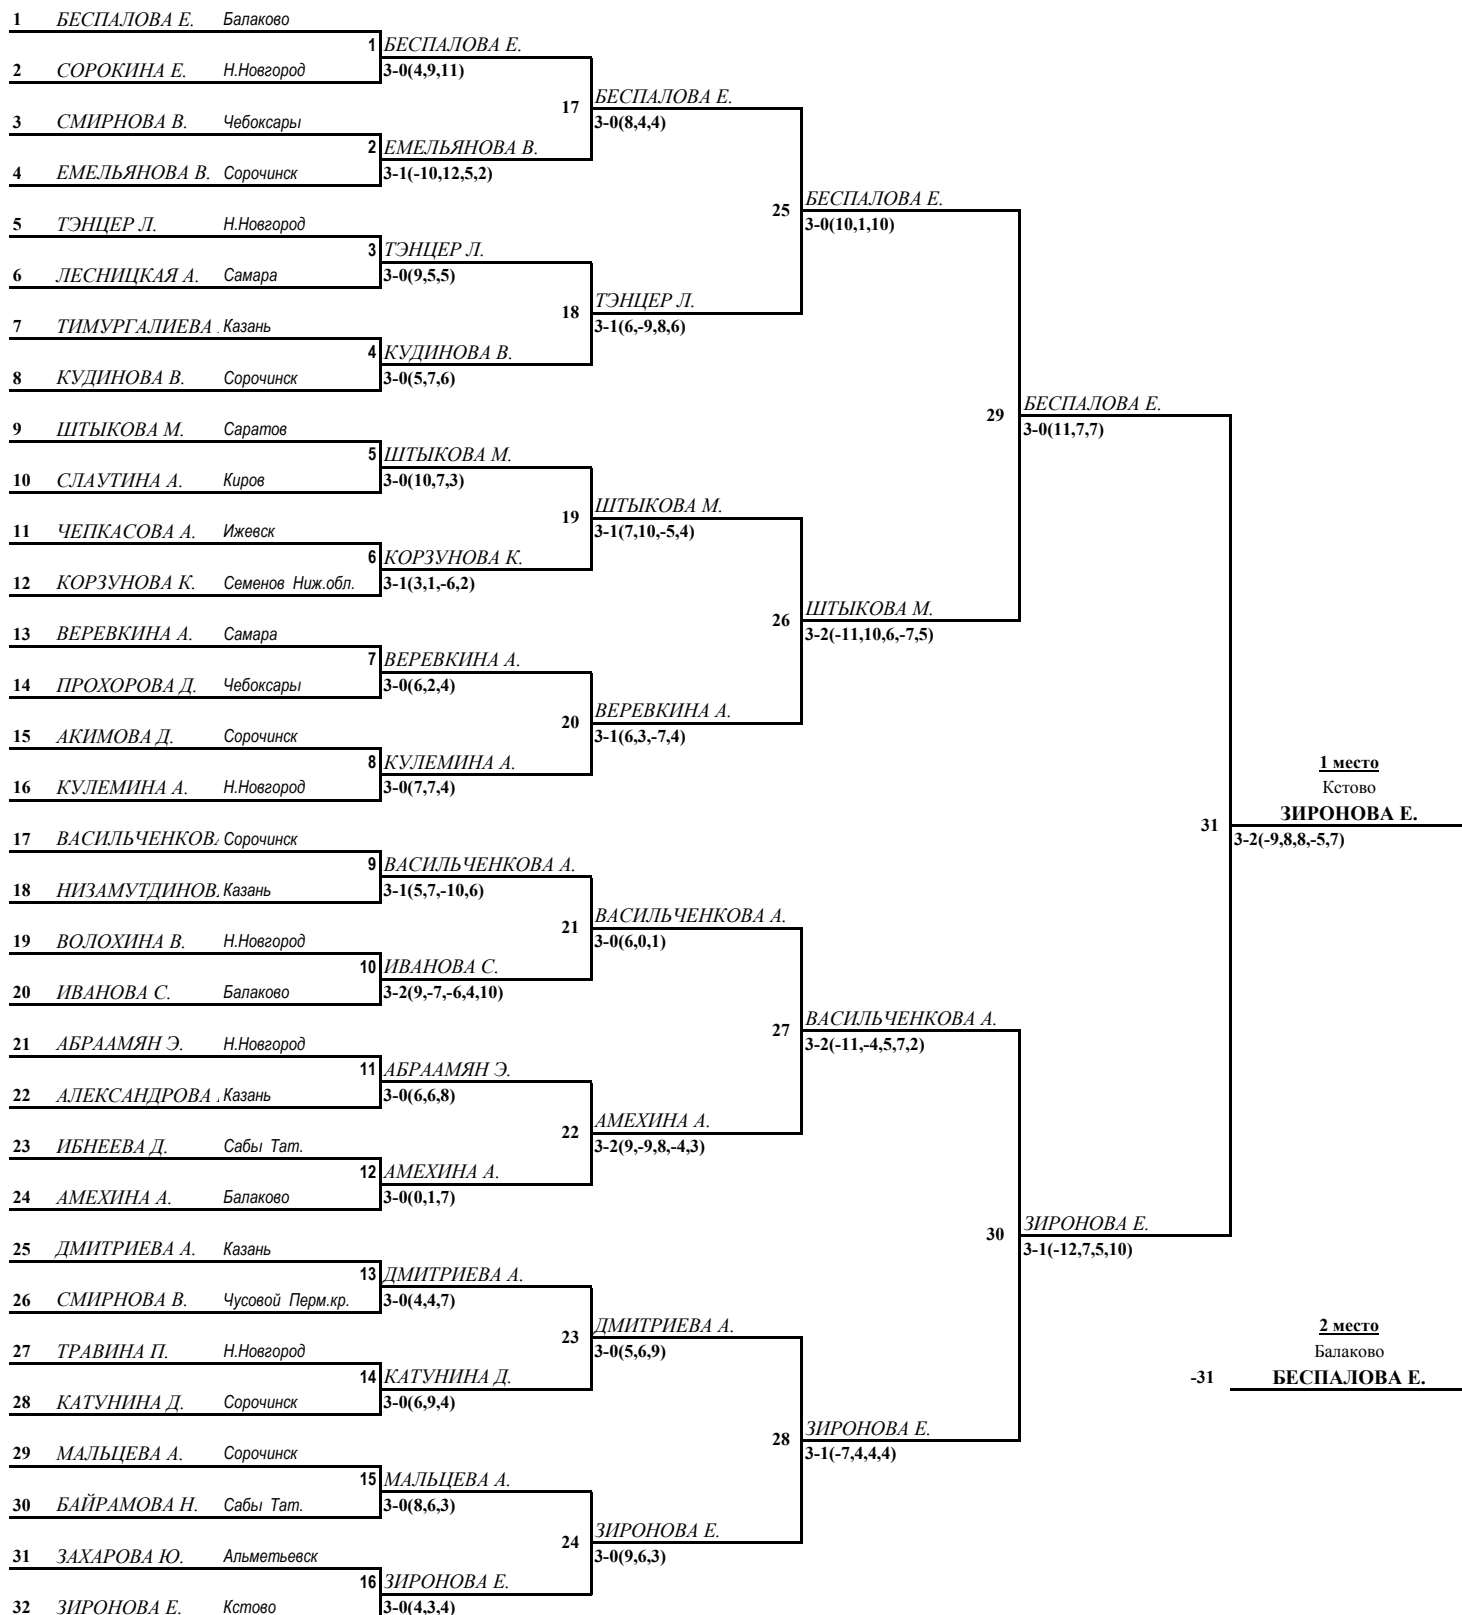 1 БЕСПАЛОВА Е. Балаково
1 БЕСПАЛОВА Е.
2 СОРОКИНА Е. Н.Новгород 3-0(4,9,11)
17 БЕСПАЛОВА Е.
3 СМИРНОВА В. Чебоксары 3-0(8,4,4)
2 ЕМЕЛЬЯНОВА В.
4 ЕМЕЛЬЯНОВА В. Сорочинск 3-1(-10,12,5,2)
25 БЕСПАЛОВА Е.
5 ТЭНЦЕР Л. Н.Новгород 3-0(10,1,10)
3 ТЭНЦЕР Л.
6 ЛЕСНИЦКАЯ А. Самара 3-0(9,5,5)
18 ТЭНЦЕР Л.
7 ТИМУРГАЛИЕВА . Казань 3-1(6,-9,8,6)
4 КУДИНОВА В.
8 КУДИНОВА В. Сорочинск 3-0(5,7,6)
29 БЕСПАЛОВА Е.
9 ШТЫКОВА М. Саратов 3-0(11,7,7)
5 ШТЫКОВА М.
10 СЛАУТИНА А. Киров 3-0(10,7,3)
19 ШТЫКОВА М.
11 ЧЕПКАСОВА А. Ижевск 3-1(7,10,-5,4)
6 КОРЗУНОВА К.
12 КОРЗУНОВА К. Семенов Ниж.обл. 3-1(3,1,-6,2)
26 ШТЫКОВА М.
13 ВЕРЕВКИНА А. Самара 3-2(-11,10,6,-7,5)
7 ВЕРЕВКИНА А.
14 ПРОХОРОВА Д. Чебоксары 3-0(6,2,4)
20 ВЕРЕВКИНА А.
15 АКИМОВА Д. Сорочинск 3-1(6,3,-7,4)
8 КУЛЕМИНА А. 1 место
16 КУЛЕМИНА А. Н.Новгород 3-0(7,7,4) Кстово
31 ЗИРОНОВА Е.
17 ВАСИЛЬЧЕНКОВА Сорочинск 3-2(-9,8,8,-5,7)
9 ВАСИЛЬЧЕНКОВА А.
18 НИЗАМУТДИНОВ. Казань 3-1(5,7,-10,6)
21 ВАСИЛЬЧЕНКОВА А.
19 ВОЛОХИНА В. Н.Новгород 3-0(6,0,1)
10 ИВАНОВА С.
20 ИВАНОВА С. Балаково 3-2(9,-7,-6,4,10)
27 ВАСИЛЬЧЕНКОВА А.
21 АБРААМЯН Э. Н.Новгород 3-2(-11,-4,5,7,2)
11 АБРААМЯН Э.
22 АЛЕКСАНДРОВА . Казань 3-0(6,6,8)
22 АМЕХИНА А.
23 ИБНЕЕВА Д. Сабы Тат. 3-2(9,-9,8,-4,3)
12 АМЕХИНА А.
24 АМЕХИНА А. Балаково 3-0(0,1,7)
30 ЗИРОНОВА Е.
25 ДМИТРИЕВА А. Казань 3-1(-12,7,5,10)
13 ДМИТРИЕВА А.
26 СМИРНОВА В. Чусовой Перм.кр. 3-0(4,4,7)
23 ДМИТРИЕВА А. 2 место
27 ТРАВИНА П. Н.Новгород 3-0(5,6,9) Балаково
14 КАТУНИНА Д. -31 БЕСПАЛОВА Е.
28 КАТУНИНА Д. Сорочинск 3-0(6,9,4)
28 ЗИРОНОВА Е.
29 МАЛЬЦЕВА А. Сорочинск 3-1(-7,4,4,4)
15 МАЛЬЦЕВА А.
30 БАЙРАМОВА Н. Сабы Тат. 3-0(8,6,3)
24 ЗИРОНОВА Е.
31 ЗАХАРОВА Ю. Альметьевск 3-0(9,6,3)
16 ЗИРОНОВА Е.
32 ЗИРОНОВА Е. Кстово 3-0(4,3,4)